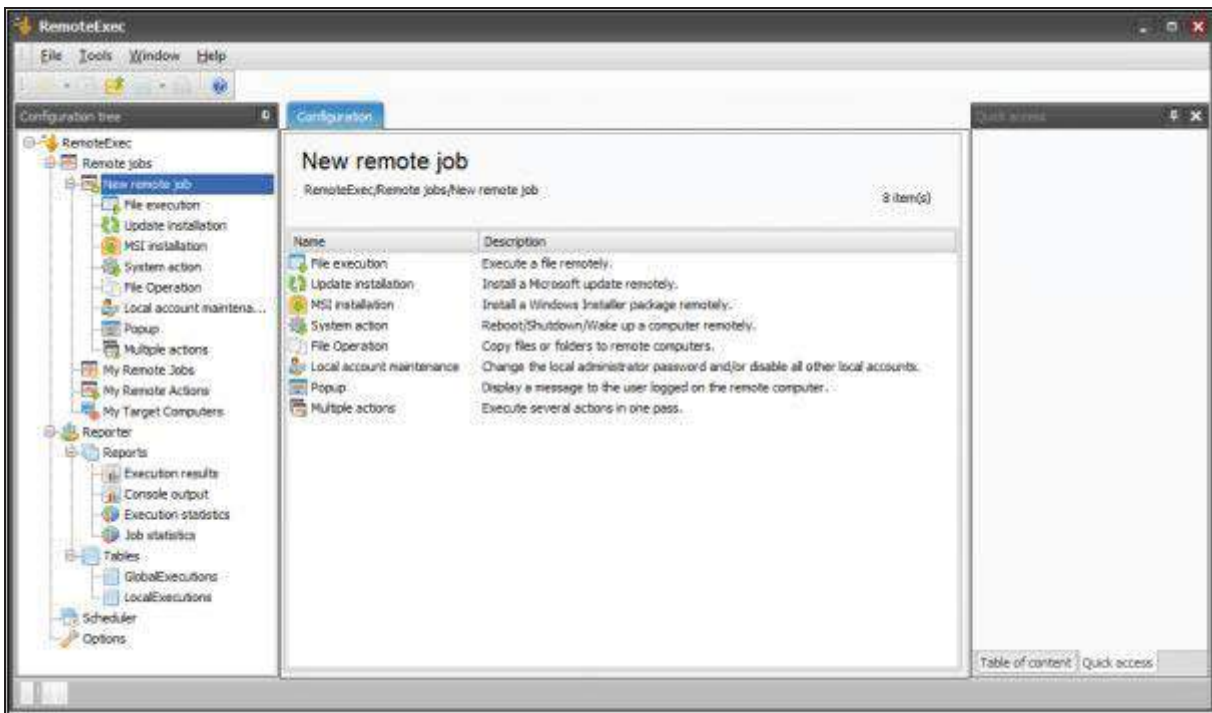 RemoteExec
File Tools Window Help
Configuration tree
RemoteExec
Remote jobs
New remote job
File execution
Update installation
MSI installation
System action
File Operation
Local account maintena...
Popup
Multiple actions
My Remote Jobs
My Remote Actions
My Target Computers
Reporter
Reports
Execution results
Console output
Execution statistics
Job statistics
Tables
GlobalExecutions
LocalExecutions
Scheduler
Options
Configuration
New remote job
RemoteExec/Remote jobs/New remote job
8 item(s)
Name Description
File execution Execute a file remotely.
Update installation Install a Microsoft update remotely.
MSI installation Install a Windows Installer package remotely.
System action Reboot/Shutdown/Wake up a computer remotely.
File Operation Copy files or folders to remote computers.
Local account maintenance Change the local administrator password and/or disable all other local accounts.
Popup Display a message to the user logged on the remote computer.
Multiple actions Execute several actions in one pass.
Quick access
Table of content Quick access